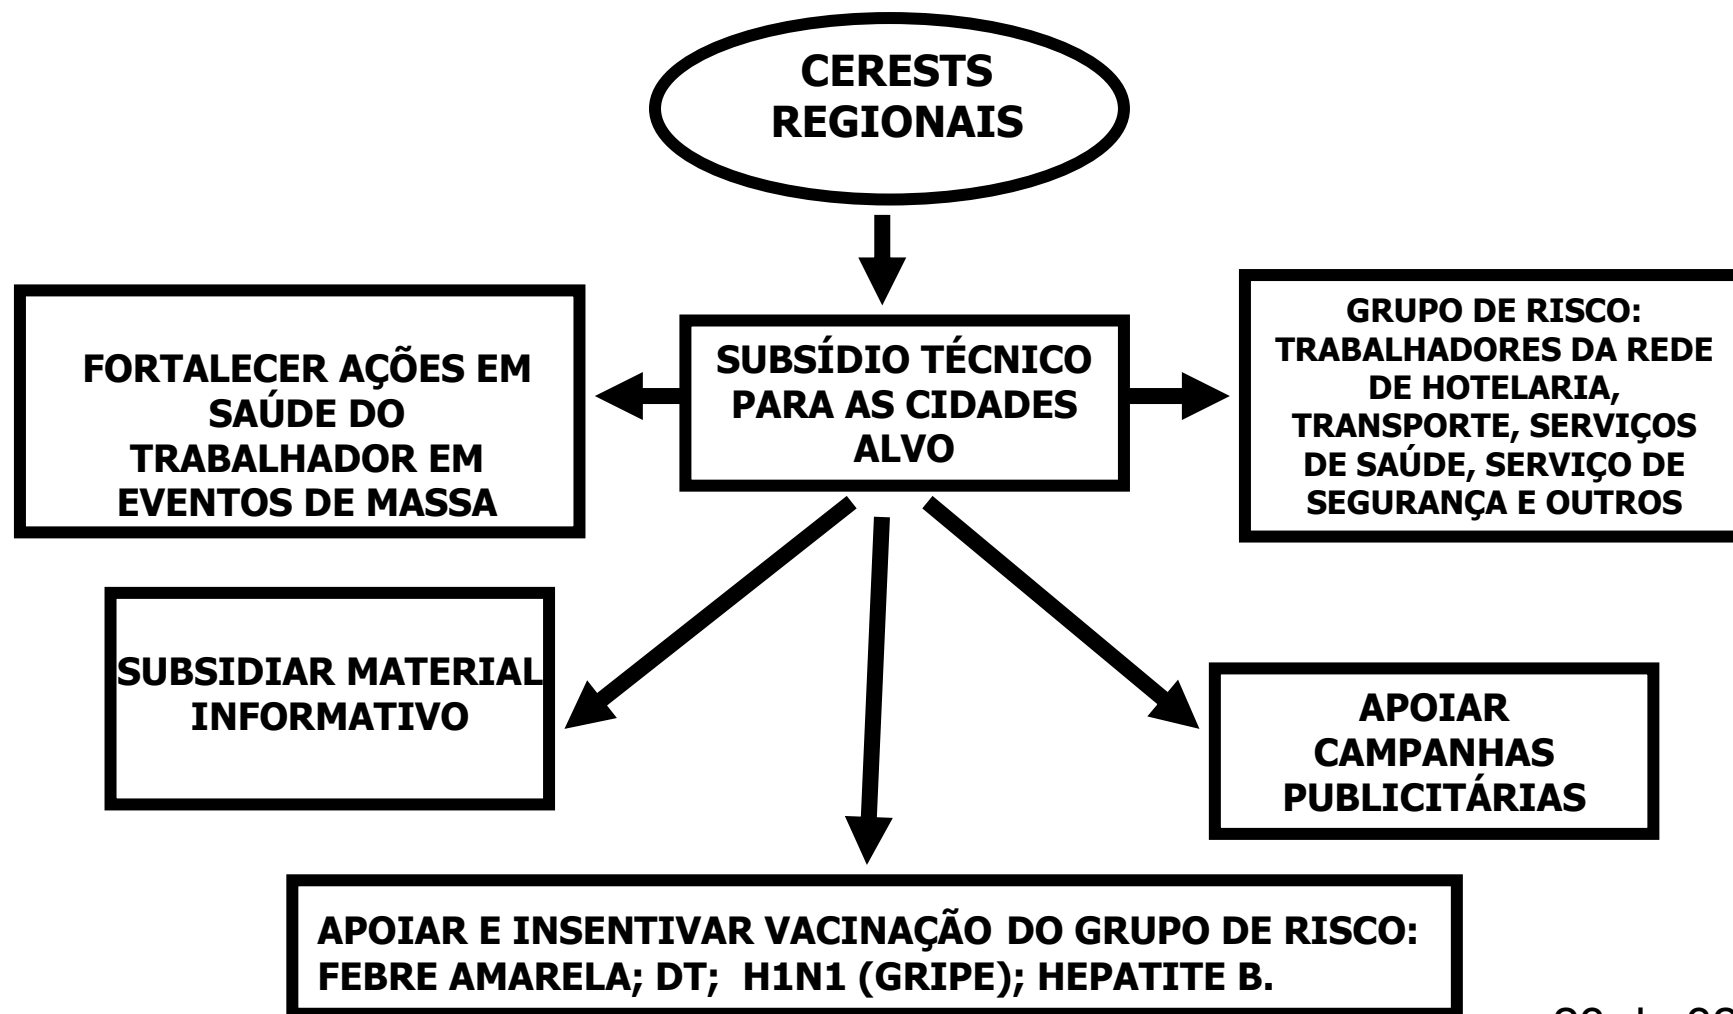 CERESTS
REGIONAIS
FORTALECER AÇÕES EM
SAÚDE DO
TRABALHADOR EM
EVENTOS DE MASSA
SUBSÍDIO TÉCNICO
PARA AS CIDADES
ALVO
GRUPO DE RISCO:
TRABALHADORES DA REDE
DE HOTELARIA,
TRANSPORTE, SERVIÇOS
DE SAÚDE, SERVIÇO DE
SEGURANÇA E OUTROS
SUBSIDIAR MATERIAL
INFORMATIVO
APOIAR
CAMPANHAS
PUBLICITÁRIAS
APOIAR E INSENTIVAR VACINAÇÃO DO GRUPO DE RISCO:
FEBRE AMARELA; DT; H1N1 (GRIPE); HEPATITE B.